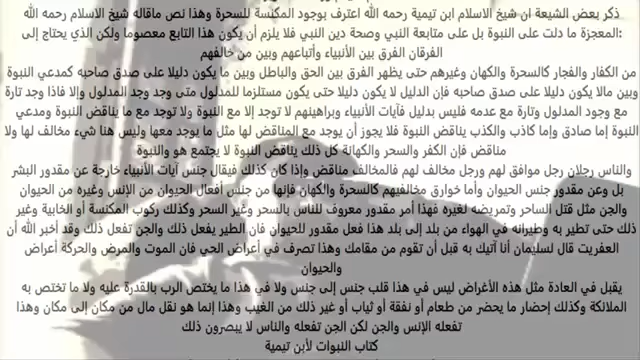 ذكر بعض الشيعة ان شيخ الاسلام ابن تيمية رحمه الله اعترف بوجود المكنسة للسحرة وهذا نص ماقاله شيخ الاسلام رحمه الله
:المعجزة ما دلت على النبوة بل على متابعة النبي وصحة دين النبي فلا يلزم أن يكون هذا التابع معصوما ولكن الذي يحتاج إلى
الفرقان الفرق بين الأنبياء وأتباعهم وبين من خالفهم
من الكفار والفجار كالسحرة والكهان وغيرهم حتى يظهر الفرق بين الحق والباطل وبين ما يكون دليلا على صدق صاحبه كمدعي النبوة
وبين مالا يكون دليلا على صدق صاحبه فإن الدليل لا يكون دليلا حتى يكون مستلزما للمدلول متى وجد وجد المدلول وإلا فاذا وجد تارة
مع وجود المدلول وتارة مع عدمه فليس بدليل فآيات الأنبياء وبراهينهم لا توجد إلا مع النبوة ولا توجد مع ما يناقض النبوة ومدعي
النبوة إما صادق وإما كاذب والكذب يناقض النبوة فلا يجوز أن يوجد مع المناقض لها مثل ما يوجد معها وليس هنا شيء مخالف لها ولا
مناقض فإن الكفر والسحر والكهانة كل ذلك يناقض النبوة لا يجتمع هو والنبوة
والناس رجلان رجل موافق لهم ورجل مخالف لهم فالمخالف مناقض وإذا كان كذلك فيقال جنس آيات الأنبياء خارجة عن مقدور البشر
بل وعن مقدور جنس الحيوان وأما خوارق مخالفيهم كالسحرة والكهان فإنها من جنس أفعال الحيوان من الإنس وغيره من الحيوان
والجن مثل قتل الساحر وتمريضه لغيره فهذا أمر مقدور معروف للناس بالسحر وغير السحر وكذلك ركوب المكنسة أو الخابية وغير
ذلك حتى تطير به وطيرانه في الهواء من بلد إلى بلد هذا فعل مقدور للحيوان فإن الطير يفعل ذلك والجن تفعل ذلك وقد اخبر الله أن
العفريت قال لسليمان أنا آتيك به قبل أن تقوم من مقامك وهذا تصرف في أعراض الحي فان الموت والمرض والحركة أعراض
والحيوان
يقبل في العادة مثل هذه الأغراض ليس في هذا قلب جنس إلى جنس ولا في هذا ما يختص الرب بالقدرة عليه ولا ما تختص به
الملائكة وكذلك إحضار ما يحضر من طعام أو نفقة أو ثياب أو غير ذلك من الغيب وهذا إنما هو نقل مال من مكان إلى مكان وهذا
تفعله الإنس والجن لكن الجن تفعله والناس لا يبصرون ذلك
كتاب النبوات لأبن تيمية